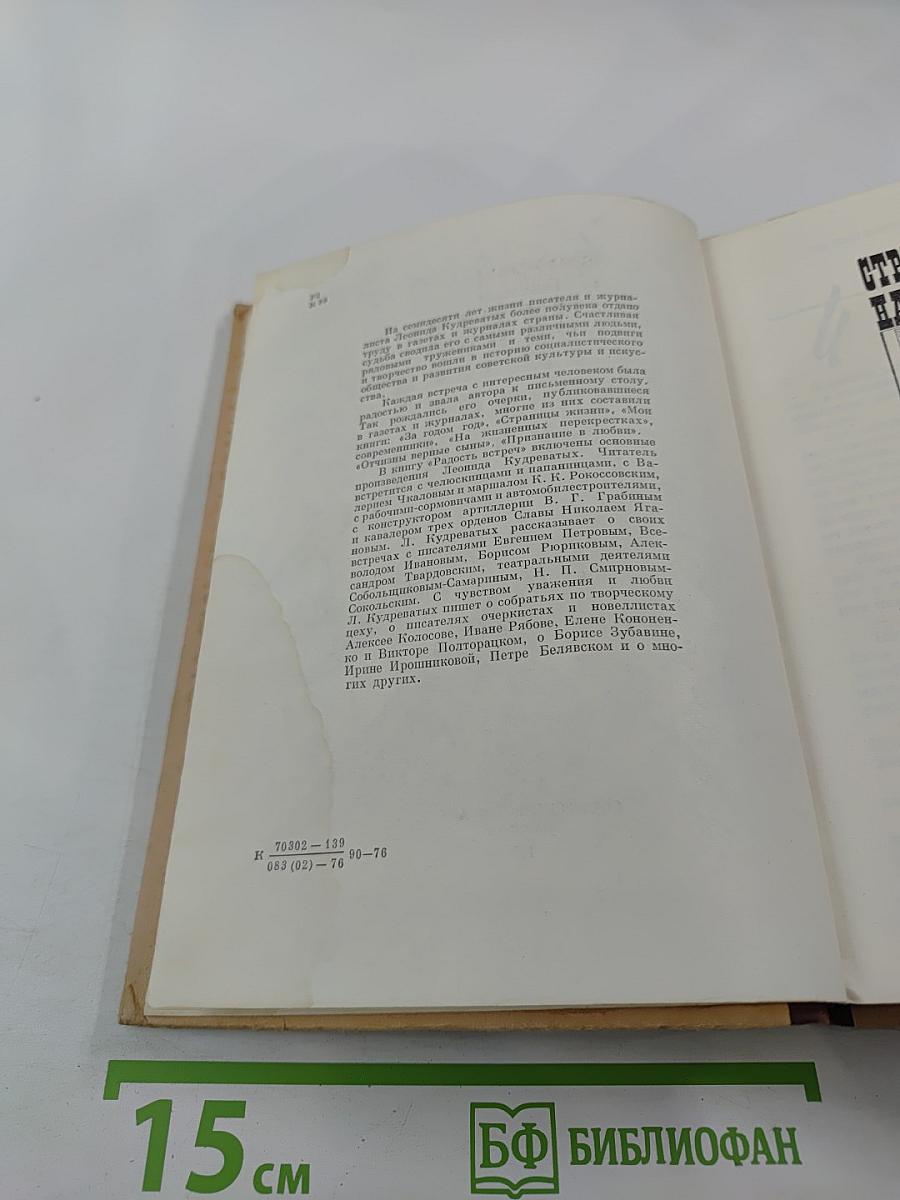 Р2
К 88
Из семидесяти лет жизни писателя и журна-
листа Леонида Кудреватых более полувека отдано
труду в газетах и журналах страны. Счастливая
судьба сводила его с самыми различными людьми,
рядовыми тружениками и теми, чьи подвиги
и творчество вошли в историю социалистического
общества и развития советской культуры и искус-
ства.
Каждая встреча с интересным человеком была
радостью и звала автора к письменному столу.
Так рождались его очерки, публиковавшиеся
в газетах и журналах, многие из них составили
книги: «За годом год», «Страницы жизни», «Мои
современники», «На жизненных перекрестках»,
«Отчизны верные сыны», «Признание в любви».
В книгу «Радость встреч» включены основные
произведения Леонида Кудреватых. Читатель
встретится с челюскинцами и папанинцами, с Ва-
лерием Чкаловым и маршалом К. К. Рокоссовским,
с рабочими-сормовичами и автомобилестроителями,
с конструктором артиллерии В. Г. Грабиным
и кавалером трех орденов Славы Николаем Яга-
новым. Л. Кудреватых рассказывает о своих
встречах с писателями Евгением Петровым, Все-
володом Ивановым, Борисом Рюриковым, Алек-
сандром Твардовским, театральными деятелями
Собольщиковым-Самариным, Н. П. Смирновым-
Сокольским. С чувством уважения и любви
Л. Кудреватых пишет о собратьях по творческому
цеху, о писателях очеркистах и новеллистах
Алексее Колосове, Иване Рябове, Елене Кононен-
ко и Викторе Полторацком, о Борисе Зубавине,
Ирине Ирошниковой, Петре Белявском и о мно-
гих других.
К 70302—139
083 (02)—76 90—76
СТР
НА
15 см
БФ БИБЛИОФАН